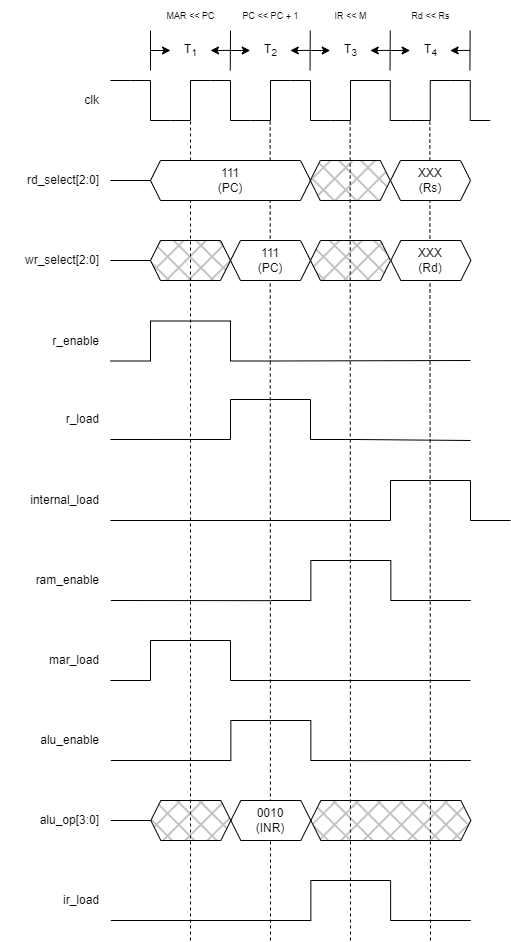 MAR << PC PC << PC + 1 IR << M Rd << Rs
T1 T2 T3 T4
clk
rd_select[2:0] 111 XXX
(PC) (Rs)
wr_select[2:0] 111 XXX
(PC) (Rd)
r_enable
r_load
internal_load
ram_enable
mar_load
alu_enable
alu_op[3:0] 0010
(INR)
ir_load